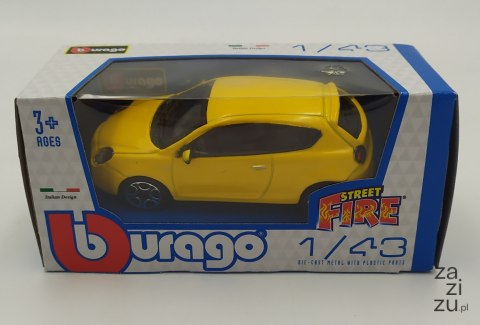 burago
1/43
3+
AGES
Italian Design
STREET
FIRE
burago
1/43
DIE-CAST METAL WITH PLASTIC PARTS
za
zi
zu.pl